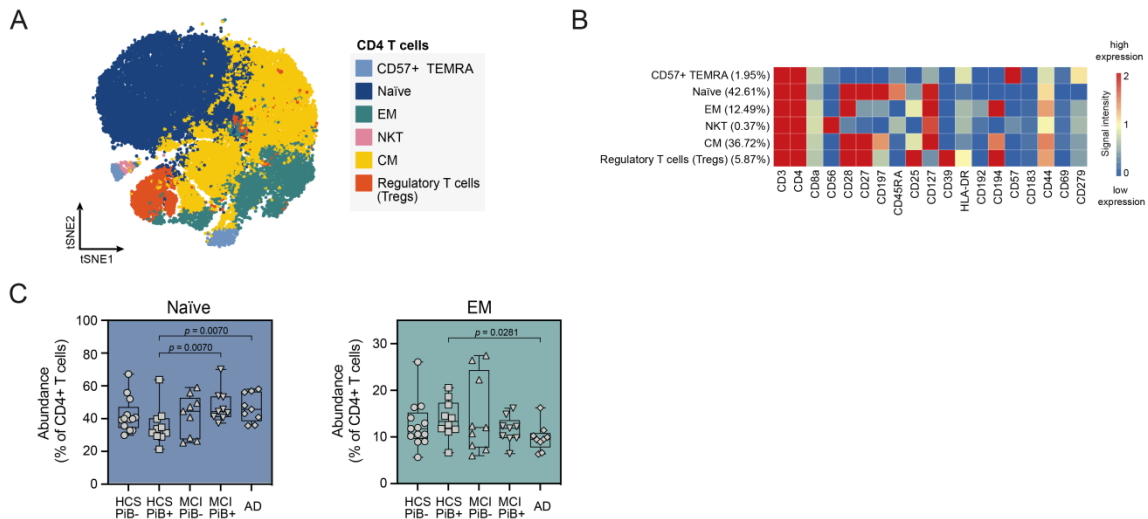 A
CD4 T cells
CD57+ TEMRA
Naïve
EM
NKT
CM
Regulatory T cells
(Tregs)
tSNE2
tSNE1
B
CD57+ TEMRA (1.95%)
Naïve (42.61%)
EM (12.49%)
NKT (0.37%)
CM (36.72%)
Regulatory T cells (Tregs) (5.87%)
CD3
CD4
CD8a
CD56
CD28
CD27
CD197
CD45RA
CD25
CD127
CD39
HLA-DR
CD192
CD194
CD57
CD183
CD44
CD69
CD279
high
expression
2
1
0
Signal intensity
low
expression
C
Naïve
Abundance
(% of CD4+ T cells)
100
80
60
40
20
0
p = 0.0070
p = 0.0070
HCS
PiB-
HCS
PiB+
MCI
PiB-
MCI
PiB+
AD
EM
Abundance
(% of CD4+ T cells)
30
20
10
0
p = 0.0281
HCS
PiB-
HCS
PiB+
MCI
PiB-
MCI
PiB+
AD